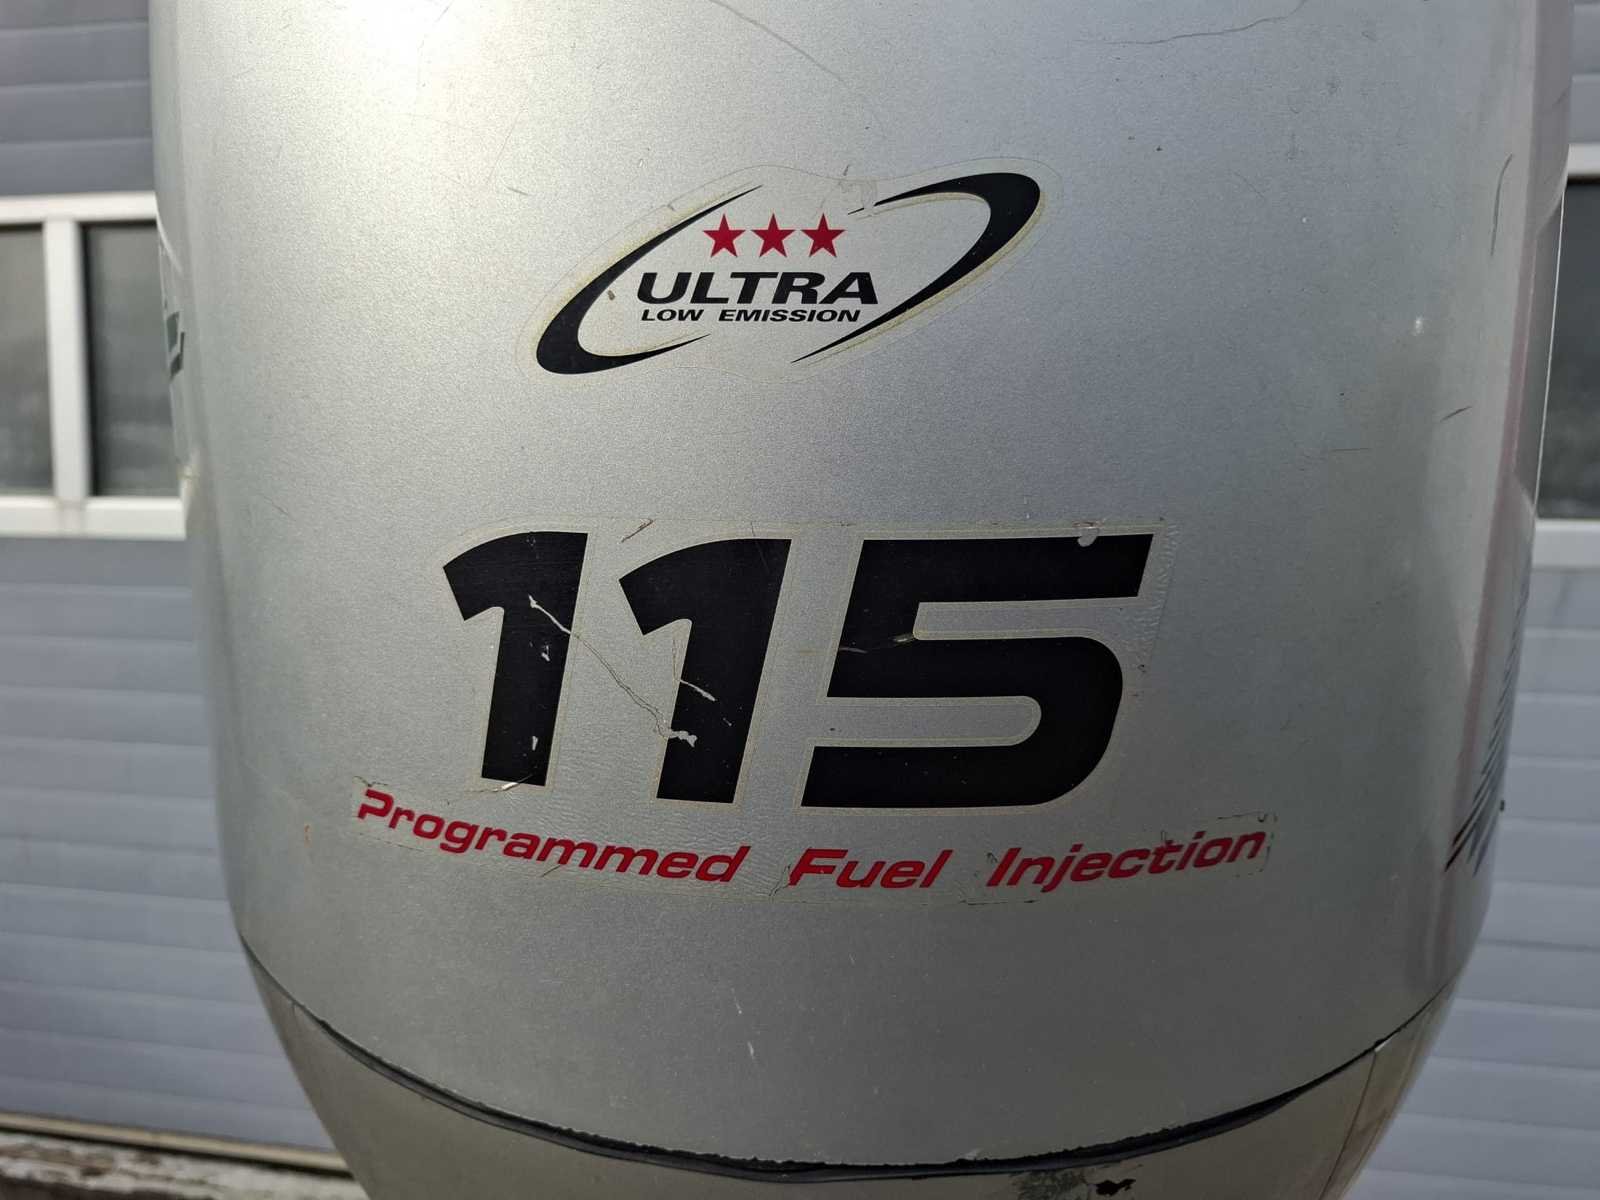 ULTRA
LOW EMISSION
115
Programmed Fuel Injection